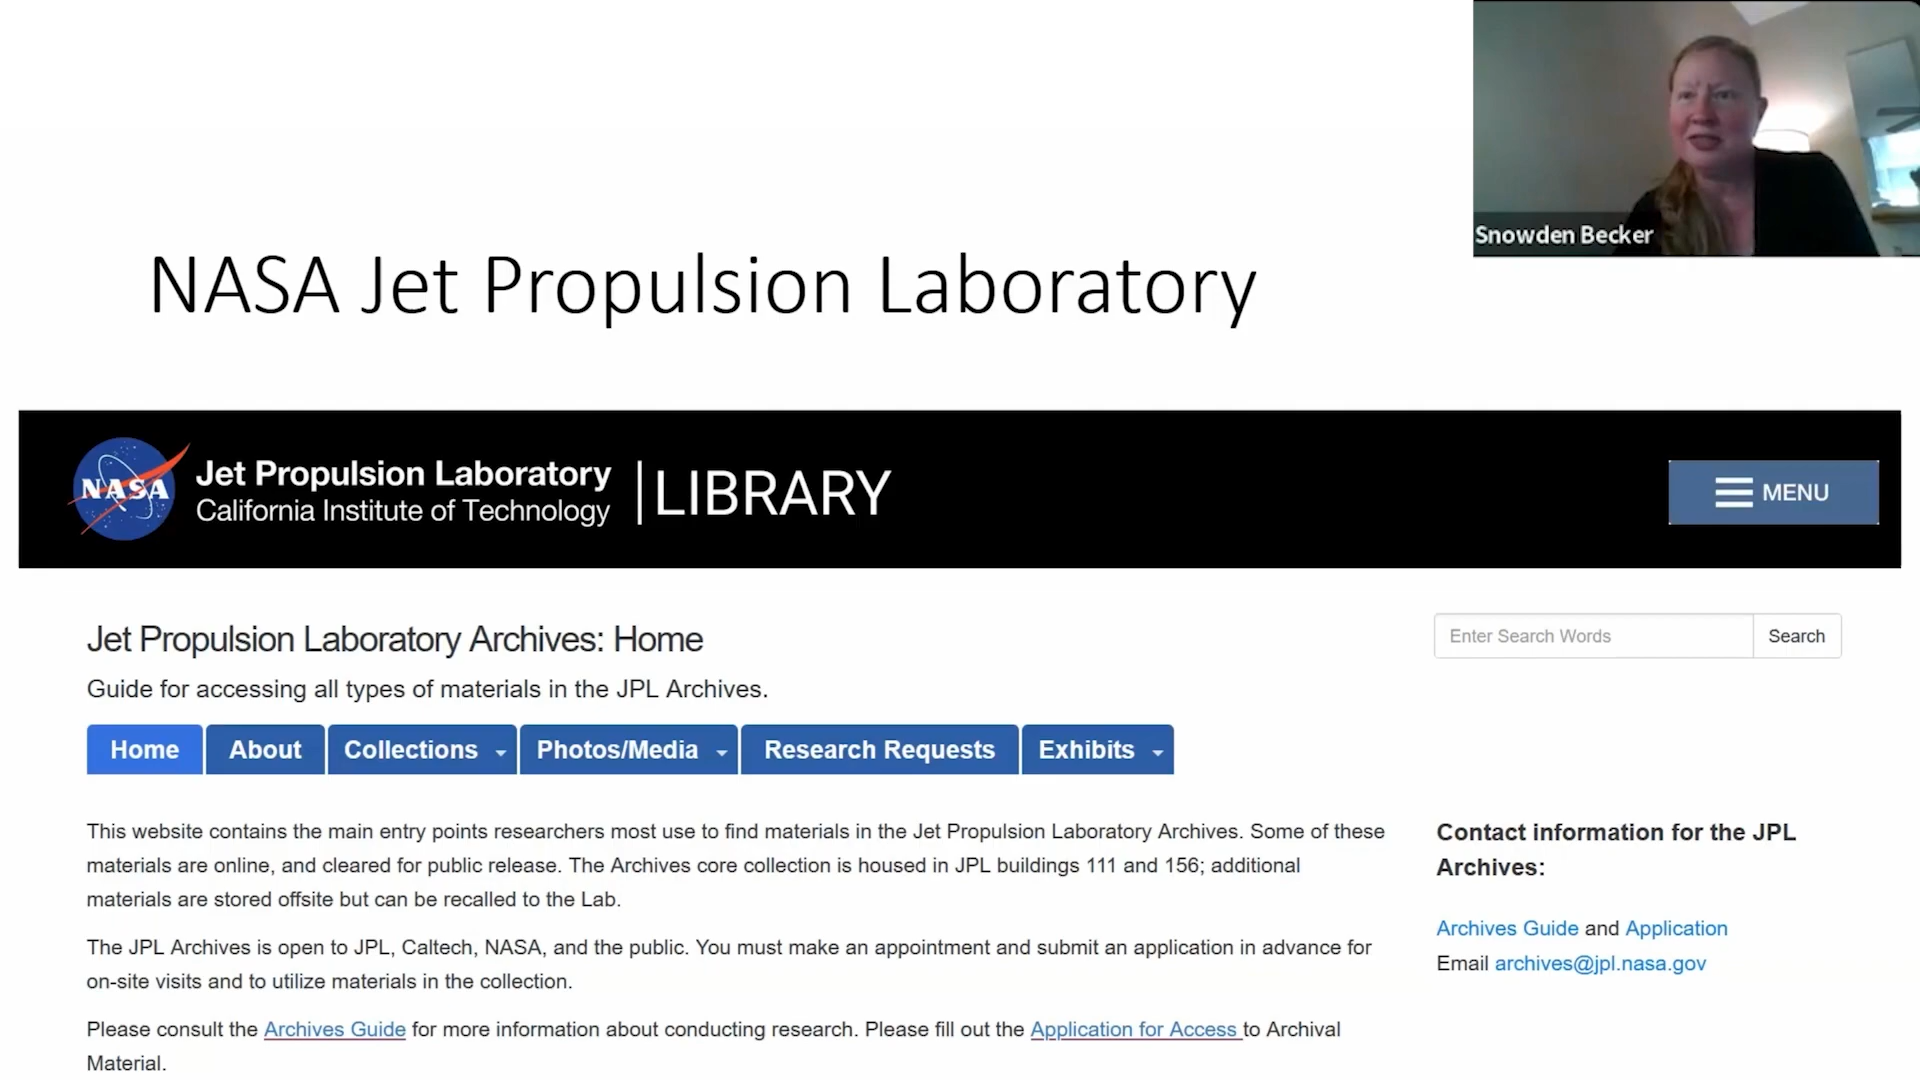 Snowden Becker
NASA Jet Propulsion Laboratory
NASA
Jet Propulsion Laboratory
California Institute of Technology
LIBRARY
MENU
Jet Propulsion Laboratory Archives: Home
Enter Search Words
Search
Guide for accessing all types of materials in the JPL Archives.
Home
About
Collections
Photos/Media
Research Requests
Exhibits
This website contains the main entry points researchers most use to find materials in the Jet Propulsion Laboratory Archives. Some of these
materials are online, and cleared for public release. The Archives core collection is housed in JPL buildings 111 and 156; additional
materials are stored offsite but can be recalled to the Lab.
The JPL Archives is open to JPL, Caltech, NASA, and the public. You must make an appointment and submit an application in advance for
on-site visits and to utilize materials in the collection.
Please consult the Archives Guide for more information about conducting research. Please fill out the Application for Access to Archival
Material.
Contact information for the JPL
Archives:
Archives Guide and Application
Email archives@jpl.nasa.gov